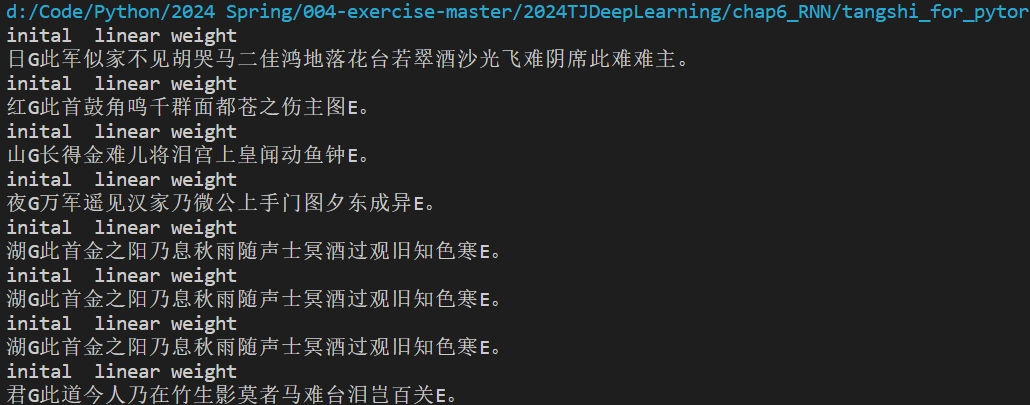 d:/Code/Python/2024 Spring/004-exercise-master/2024TJDeepLearning/chap6_RNN/tangshi_for_pytor
inital  linear weight
日G此军似家不见胡哭马二佳鸿地落花台若翠酒沙光飞难阴席此难难主。
inital  linear weight
红G此首鼓角鸣千群面都苍之伤主图E。
inital  linear weight
山G长得金难儿将泪宫上皇闻动鱼钟E。
inital  linear weight
夜G万军遥见汉家乃微公上手门图夕东成异E。
inital  linear weight
湖G此首金之阳乃息秋雨随声士冥酒过观旧知色寒E。
inital  linear weight
湖G此首金之阳乃息秋雨随声士冥酒过观旧知色寒E。
inital  linear weight
湖G此首金之阳乃息秋雨随声士冥酒过观旧知色寒E。
inital  linear weight
君G此道今人乃在竹生影莫者马难台泪岂百关E。